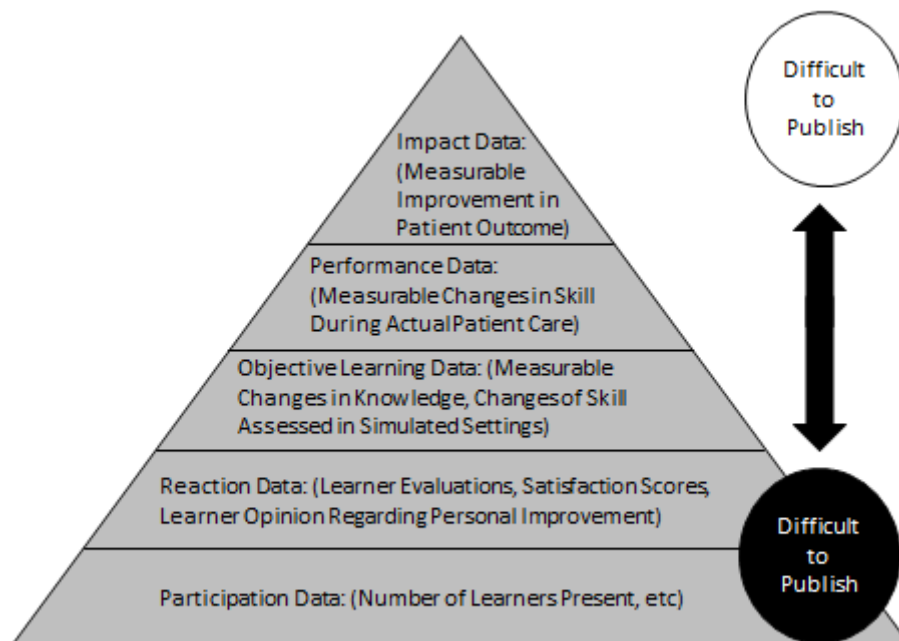 Difficult
to
Publish
Impact Data:
(Measurable
Improvement in
Patient Outcome)
Performance Data:
(Measurable Changes in Skill
During Actual Patient Care)
Objective Learning Data: (Measurable
Changes in Knowledge, Changes of Skill
Assessed in Simulated Settings)
Reaction Data: (Learner Evaluations, Satisfaction Scores,
Learner Opinion Regarding Personal Improvement)
Difficult
to
Publish
Participation Data: (Number of Learners Present, etc)